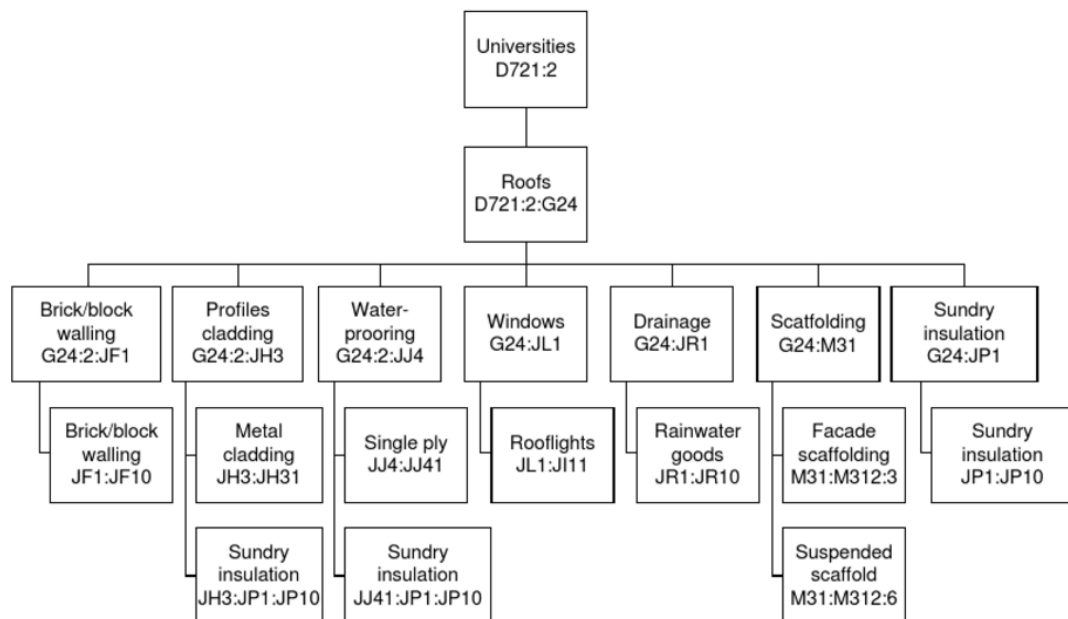 Universities
D721:2
Roofs
D721:2:G24
Brick/block
walling
G24:2:JF1
Profiles
cladding
G24:2:JH3
Water-
prooring
G24:2:JJ4
Windows
G24:JL1
Drainage
G24:JR1
Scatfolding
G24:M31
Sundry
insulation
G24:JP1
Brick/block
walling
JF1:JF10
Metal
cladding
JH3:JH31
Single ply
JJ4:JJ41
Rooflights
JL1:JI11
Rainwater
goods
JR1:JR10
Facade
scaffolding
M31:M312:3
Sundry
insulation
JP1:JP10
Sundry
insulation
JH3:JP1:JP10
Sundry
insulation
JJ41:JP1:JP10
Suspended
scaffold
M31:M312:6